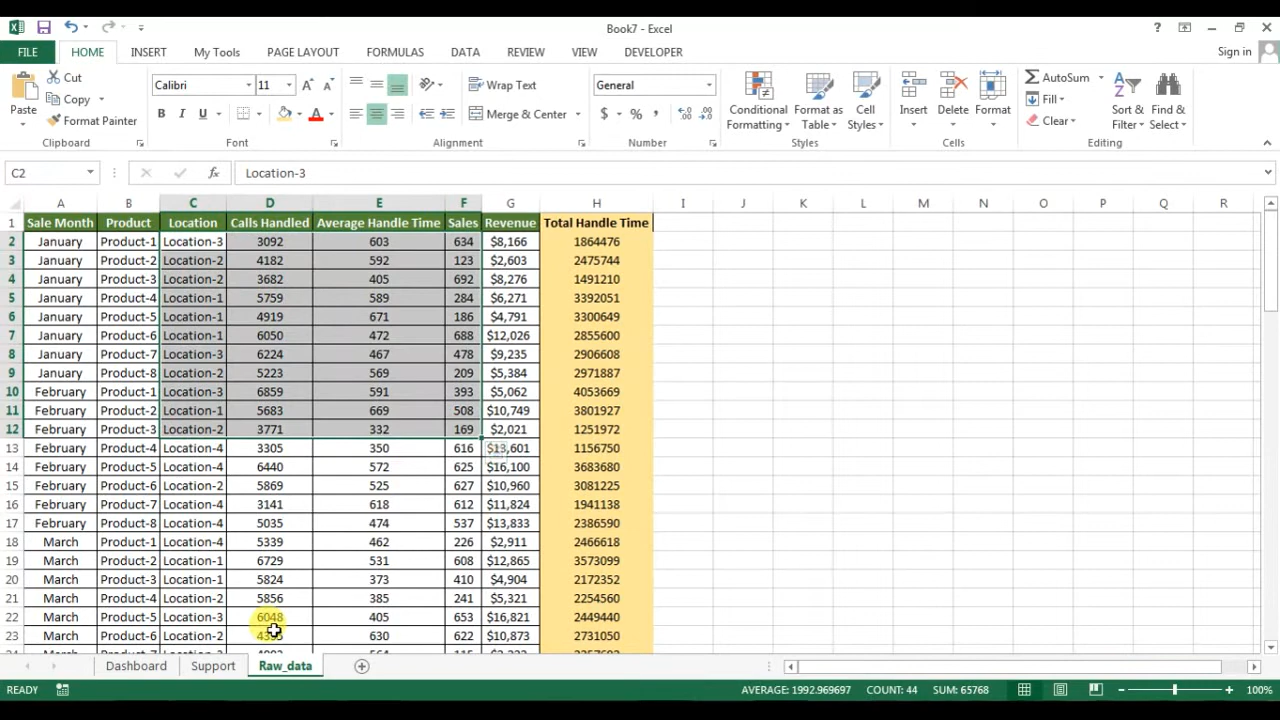 Book7 - Excel
FILE HOME INSERT My Tools PAGE LAYOUT FORMULAS DATA REVIEW VIEW DEVELOPER Sign in
Paste
Cut
Copy
Format Painter
Clipboard
Calibri 11
B I U
Font
Wrap Text
Merge & Center
Alignment
General
$ % ,
Number
Conditional Formatting
Format as Table
Cell Styles
Styles
Insert
Delete
Format
Cells
AutoSum
Fill
Clear
Sort & Filter
Find & Select
Editing
C2 fx Location-3
A B C D E F G H I J K L M N O P Q R
1 Sale Month Product Location Calls Handled Average Handle Time Sales Revenue Total Handle Time
2 January Product-1 Location-3 3092 603 634 $8,166 1864476
3 January Product-2 Location-2 4182 592 123 $2,603 2475744
4 January Product-3 Location-2 3682 405 692 $8,276 1491210
5 January Product-4 Location-1 5759 589 284 $6,271 3392051
6 January Product-5 Location-1 4919 671 186 $4,791 3300649
7 January Product-6 Location-1 6050 472 688 $12,026 2855600
8 January Product-7 Location-3 6224 467 478 $9,235 2906608
9 January Product-8 Location-2 5223 569 209 $5,384 2971887
10 February Product-1 Location-3 6859 591 393 $5,062 4053669
11 February Product-2 Location-1 5683 669 508 $10,749 3801927
12 February Product-3 Location-2 3771 332 169 $2,021 1251972
13 February Product-4 Location-4 3305 350 616 $13,601 1156750
14 February Product-5 Location-4 6440 572 625 $16,100 3683680
15 February Product-6 Location-2 5869 525 627 $10,960 3081225
16 February Product-7 Location-4 3141 618 612 $11,824 1941138
17 February Product-8 Location-4 5035 474 537 $13,833 2386590
18 March Product-1 Location-4 5339 462 226 $2,911 2466618
19 March Product-2 Location-1 6729 531 608 $12,865 3573099
20 March Product-3 Location-1 5824 373 410 $4,904 2172352
21 March Product-4 Location-2 5856 385 241 $5,321 2254560
22 March Product-5 Location-3 6048 405 653 $16,821 2449440
23 March Product-6 Location-2 630 622 $10,873 2731050
Dashboard Support Raw_data
READY AVERAGE: 1992.969697 COUNT: 44 SUM: 65768 100%